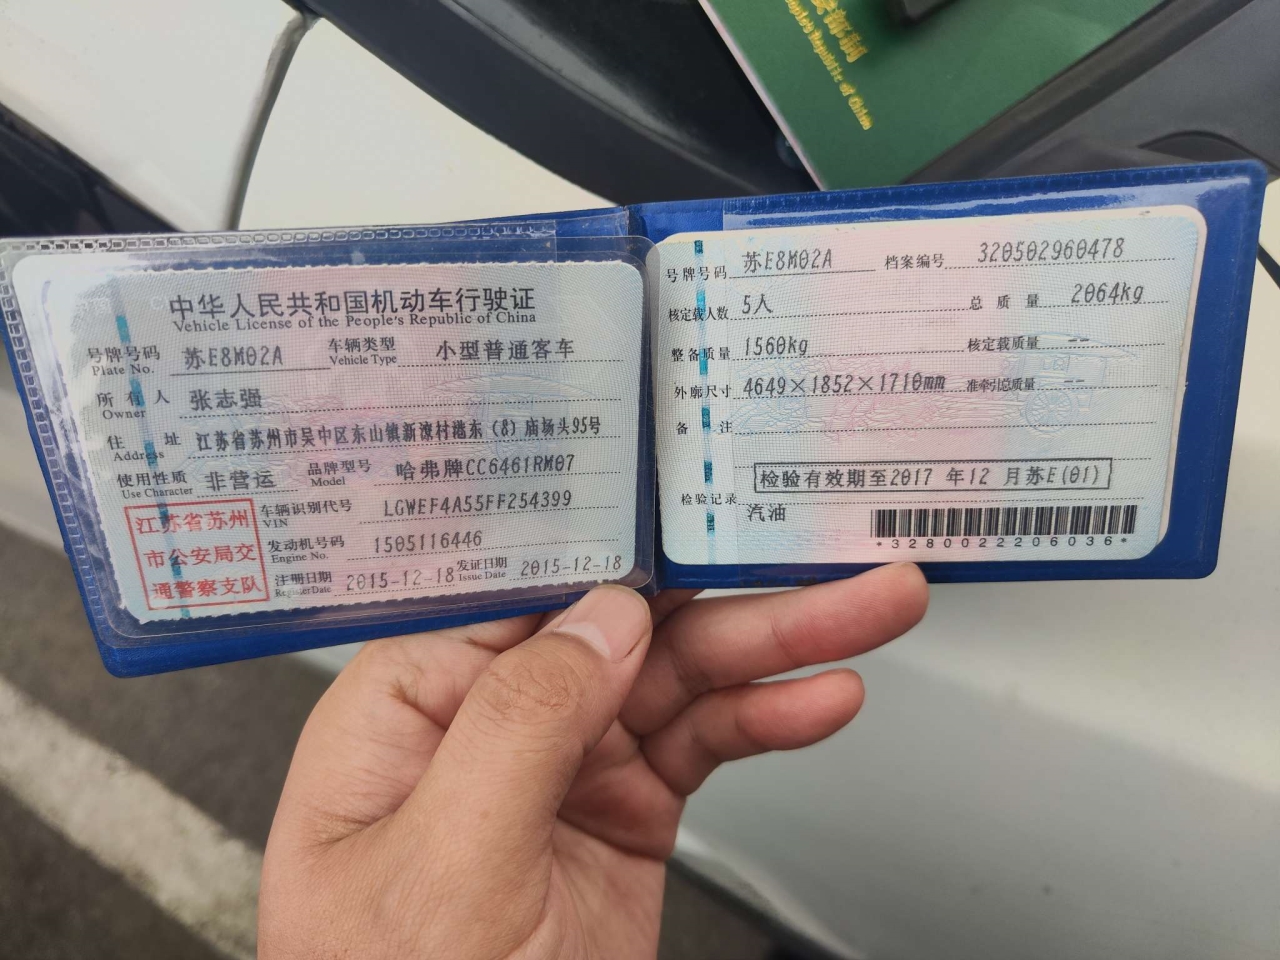 安部制
People's Republic of China
中华人民共和国机动车行驶证
Vehicle License of the People's Republic of China
号牌号码 苏E8M02A 车辆类型 小型普通客车
Plate No. Vehicle Type
所有人 张志强
Owner
住址 江苏省苏州市吴中区东山镇新潦村港东(8)庙场头95号
Address
使用性质 非营运 品牌型号 哈弗牌CC6461RM07
Use Character Model
江苏省苏州
市公安局交
通警察支队
车辆识别代号 LGWEF4A55FF254399
VIN
发动机号码 1505116446
Engine No.
注册日期 2015-12-18 发证日期 2015-12-18
Register Date Issue Date
号牌号码 苏E8M02A 档案编号 320502960478
核定载人数 5人 总质量 2064kg
整备质量 1560kg 核定载质量 --
外廓尺寸 4649×1852×1710mm 准牵引总质量 --
备注
检验有效期至2017 年12 月苏E(01)
检验记录
汽油
*3280022206036*